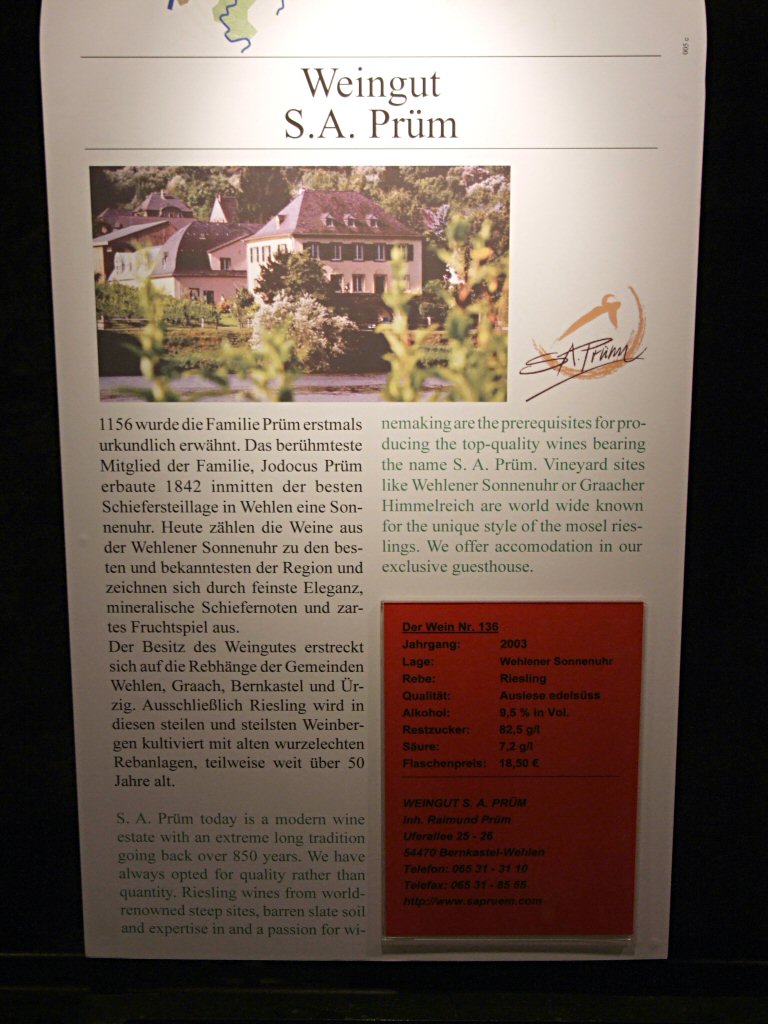 005 c
Weingut
S.A. Prüm
S.A. Prüm
1156 wurde die Familie Prüm erstmals
urkundlich erwähnt. Das berühmteste
Mitglied der Familie, Jodocus Prüm
erbaute 1842 inmitten der besten
Schiefersteillage in Wehlen eine Son-
nenuhr. Heute zählen die Weine aus
der Wehlener Sonnenuhr zu den bes-
ten und bekanntesten der Region und
zeichnen sich durch feinste Eleganz,
mineralische Schiefernoten und zar-
tes Fruchtspiel aus.
Der Besitz des Weingutes erstreckt
sich auf die Rebhänge der Gemeinden
Wehlen, Graach, Bernkastel und Ür-
zig. Ausschließlich Riesling wird in
diesen steilen und steilsten Weinber-
gen kultiviert mit alten wurzelechten
Rebanlagen, teilweise weit über 50
Jahre alt.
S. A. Prüm today is a modern wine
estate with an extreme long tradition
going back over 850 years. We have
always opted for quality rather than
quantity. Riesling wines from world-
renowned steep sites, barren slate soil
and expertise in and a passion for wi-
nemaking are the prerequisites for pro-
ducing the top-quality wines bearing
the name S. A. Prüm. Vineyard sites
like Wehlener Sonnenuhr or Graacher
Himmelreich are world wide known
for the unique style of the mosel ries-
lings. We offer accomodation in our
exclusive guesthouse.
Der Wein Nr. 136
Jahrgang: 2003
Lage: Wehlener Sonnenuhr
Rebe: Riesling
Qualität: Auslese edelsüss
Alkohol: 9,5 % in Vol.
Restzucker: 82,5 g/l
Säure: 7,2 g/l
Flaschenpreis: 18,50 €
WEINGUT S. A. PRÜM
Inh. Raimund Prüm
Uferallee 25 - 26
54470 Bernkastel-Wehlen
Telefon: 065 31 - 31 10
Telefax: 065 31 - 85 55
http://www.sapruem.com